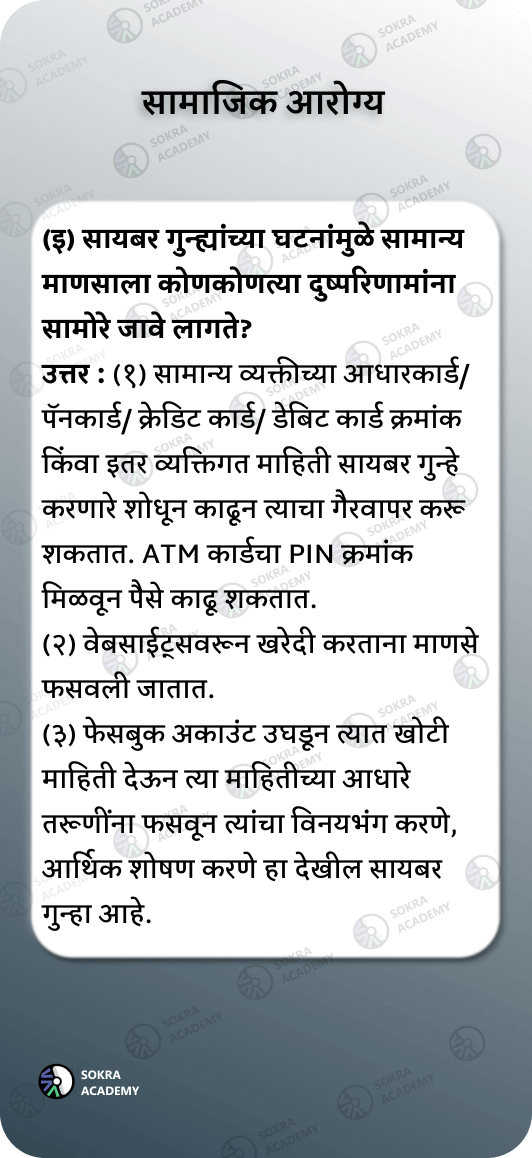 सामाजिक आरोग्य
(इ) सायबर गुन्ह्यांच्या घटनांमुळे सामान्य
माणसाला कोणकोणत्या दुष्परिणामांना
सामोरे जावे लागते?
उत्तर : (१) सामान्य व्यक्तीच्या आधारकार्ड/
पॅनकार्ड/ क्रेडिट कार्ड/ डेबिट कार्ड क्रमांक
किंवा इतर व्यक्तिगत माहिती सायबर गुन्हे
करणारे शोधून काढून त्याचा गैरवापर करू
शकतात. ATM कार्डचा PIN क्रमांक
मिळवून पैसे काढू शकतात.
(२) वेबसाईट्सवरून खरेदी करताना माणसे
फसवली जातात.
(३) फेसबुक अकाउंट उघडून त्यात खोटी
माहिती देऊन त्या माहितीच्या आधारे
तरूणींना फसवून त्यांचा विनयभंग करणे,
आर्थिक शोषण करणे हा देखील सायबर
गुन्हा आहे.
SOKRA
ACADEMY